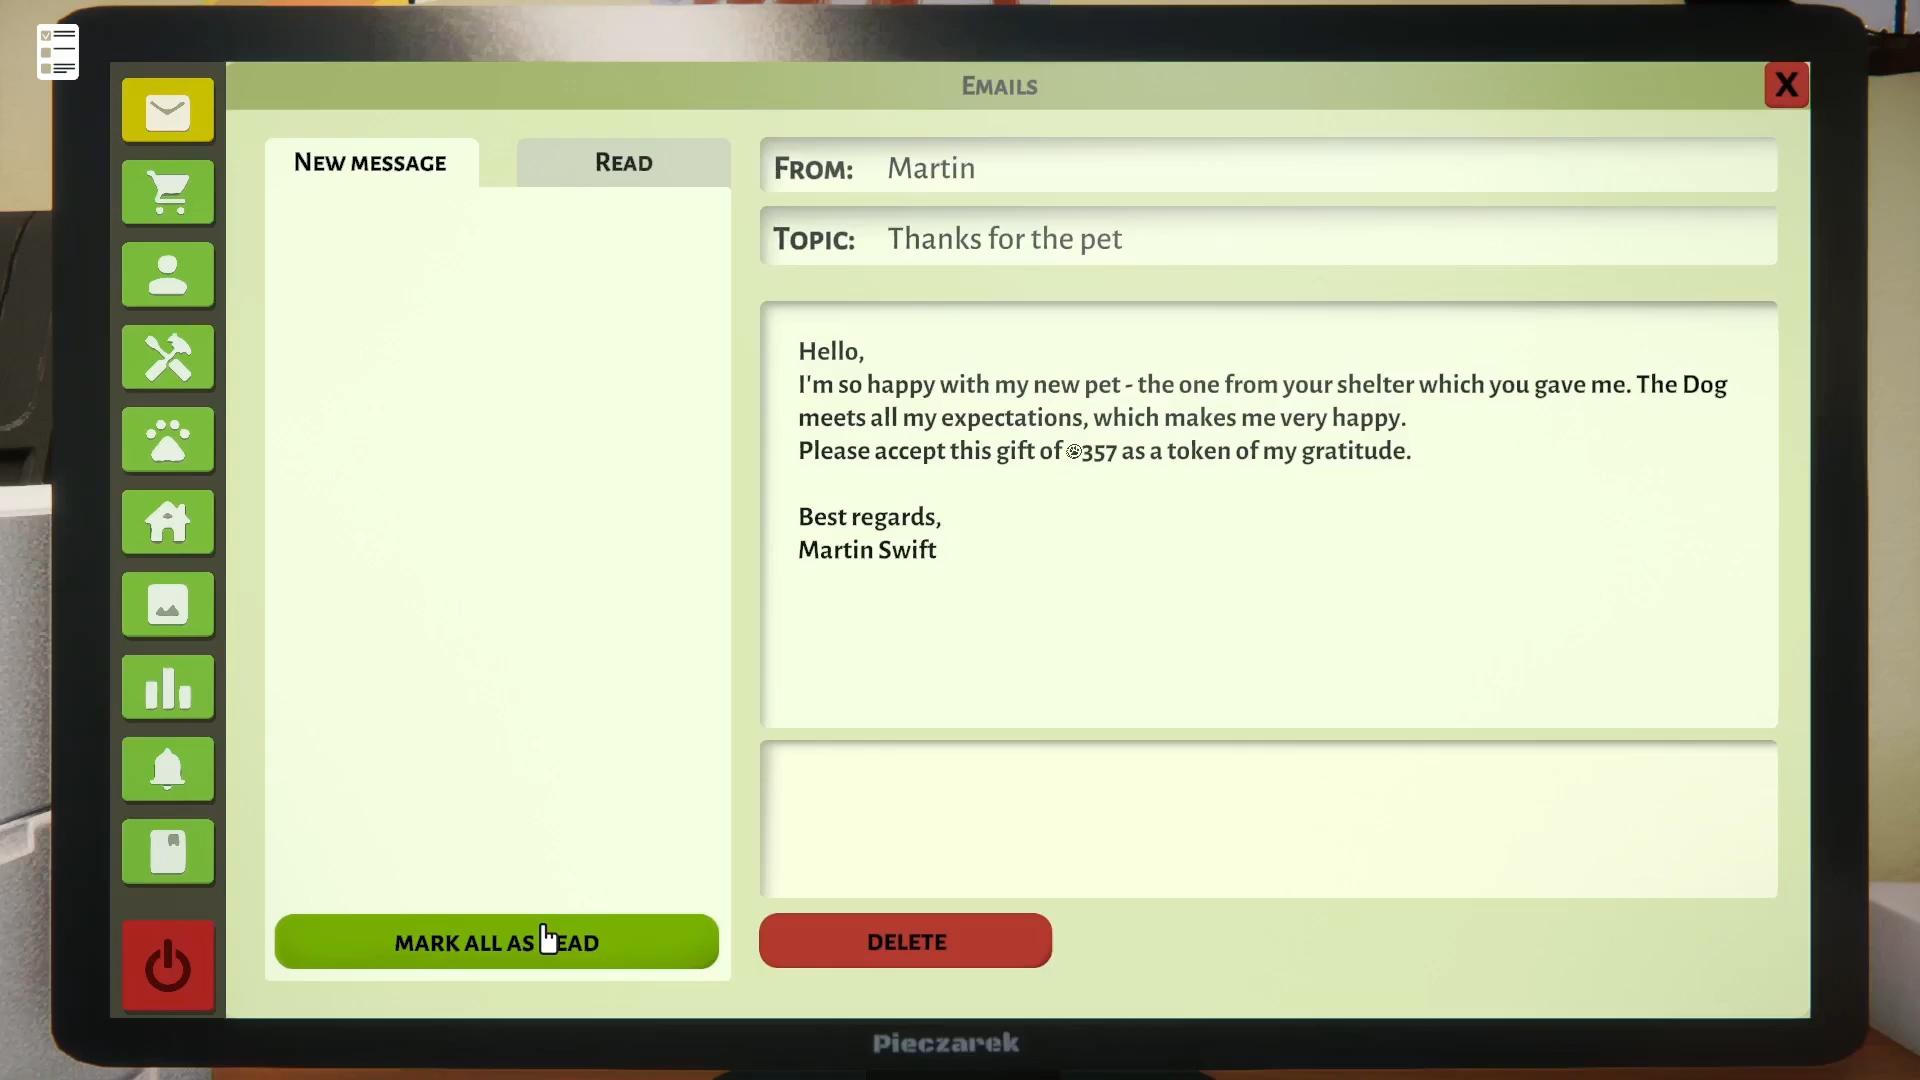 EMAILS
X
NEW MESSAGE
READ
FROM: Martin
TOPIC: Thanks for the pet
Hello,
I'm so happy with my new pet - the one from your shelter which you gave me. The Dog
meets all my expectations, which makes me very happy.
Please accept this gift of 357 as a token of my gratitude.
Best regards,
Martin Swift
MARK ALL AS READ
DELETE
Pieczarek